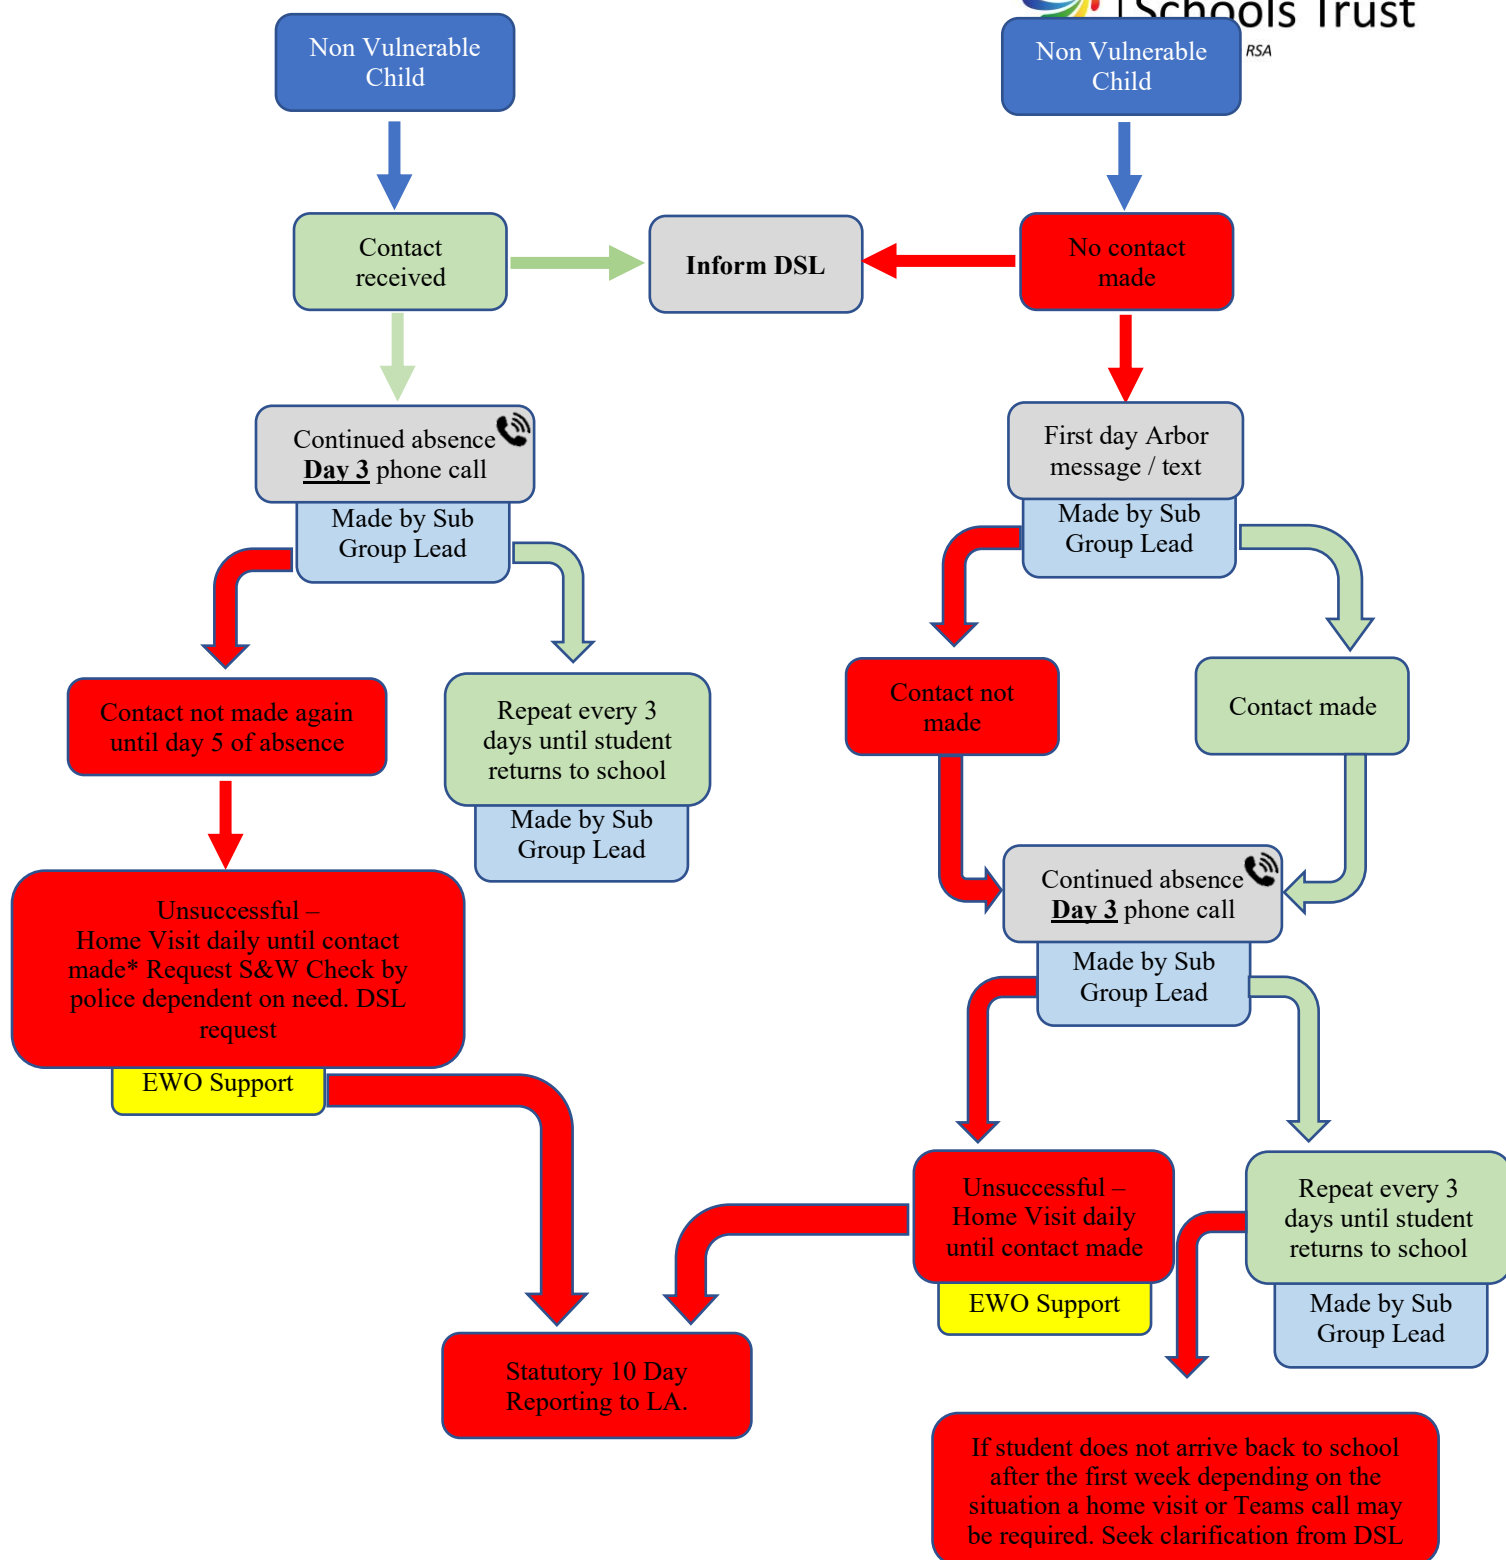 Schools Trust
RSA
Non Vulnerable
Child
Non Vulnerable
Child
Contact
received
Inform DSL
No contact
made
Continued absence
Day 3 phone call
Made by Sub
Group Lead
First day Arbor
message / text
Made by Sub
Group Lead
Contact not made again
until day 5 of absence
Repeat every 3
days until student
returns to school
Made by Sub
Group Lead
Contact not
made
Contact made
Continued absence
Day 3 phone call
Made by Sub
Group Lead
Unsuccessful –
Home Visit daily until contact
made* Request S&W Check by
police dependent on need. DSL
request
EWO Support
Unsuccessful –
Home Visit daily
until contact made
EWO Support
Repeat every 3
days until student
returns to school
Made by Sub
Group Lead
Statutory 10 Day
Reporting to LA.
If student does not arrive back to school
after the first week depending on the
situation a home visit or Teams call may
be required. Seek clarification from DSL